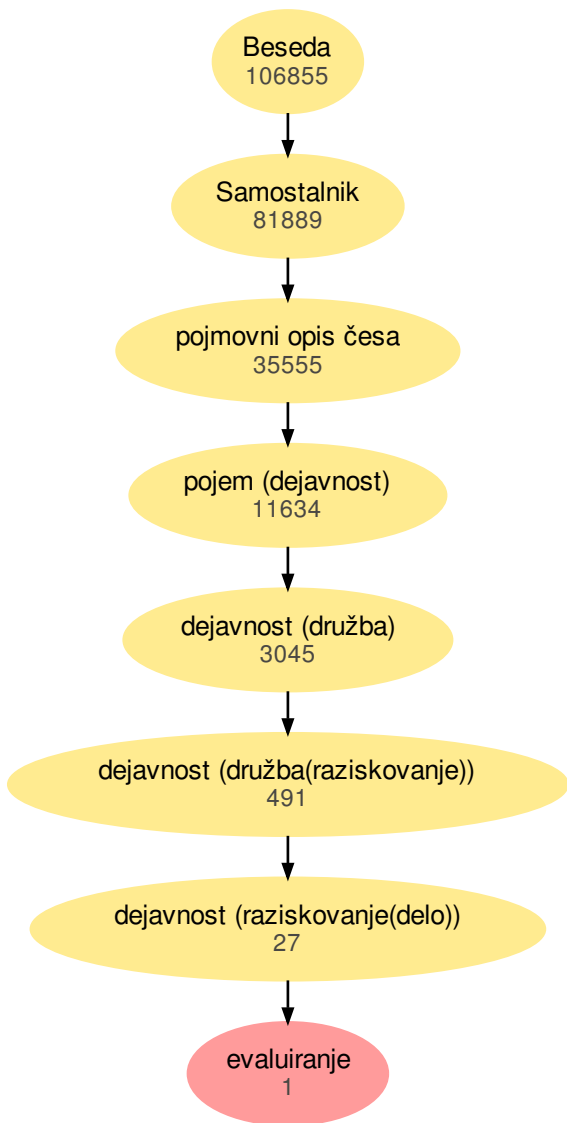 Beseda
106855
Samostalnik
81889
pojmovni opis česa
35555
pojem (dejavnost)
11634
dejavnost (družba)
3045
dejavnost (družba(raziskovanje))
491
dejavnost (raziskovanje(delo))
27
evaluiranje
1